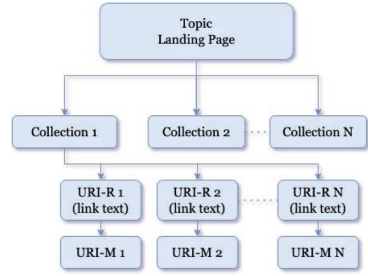 Topic
Landing Page
Collection 1
Collection 2
Collection N
URI-R 1
(link text)
URI-R 2
(link text)
URI-R N
(link text)
URI-M 1
URI-M 2
URI-M N